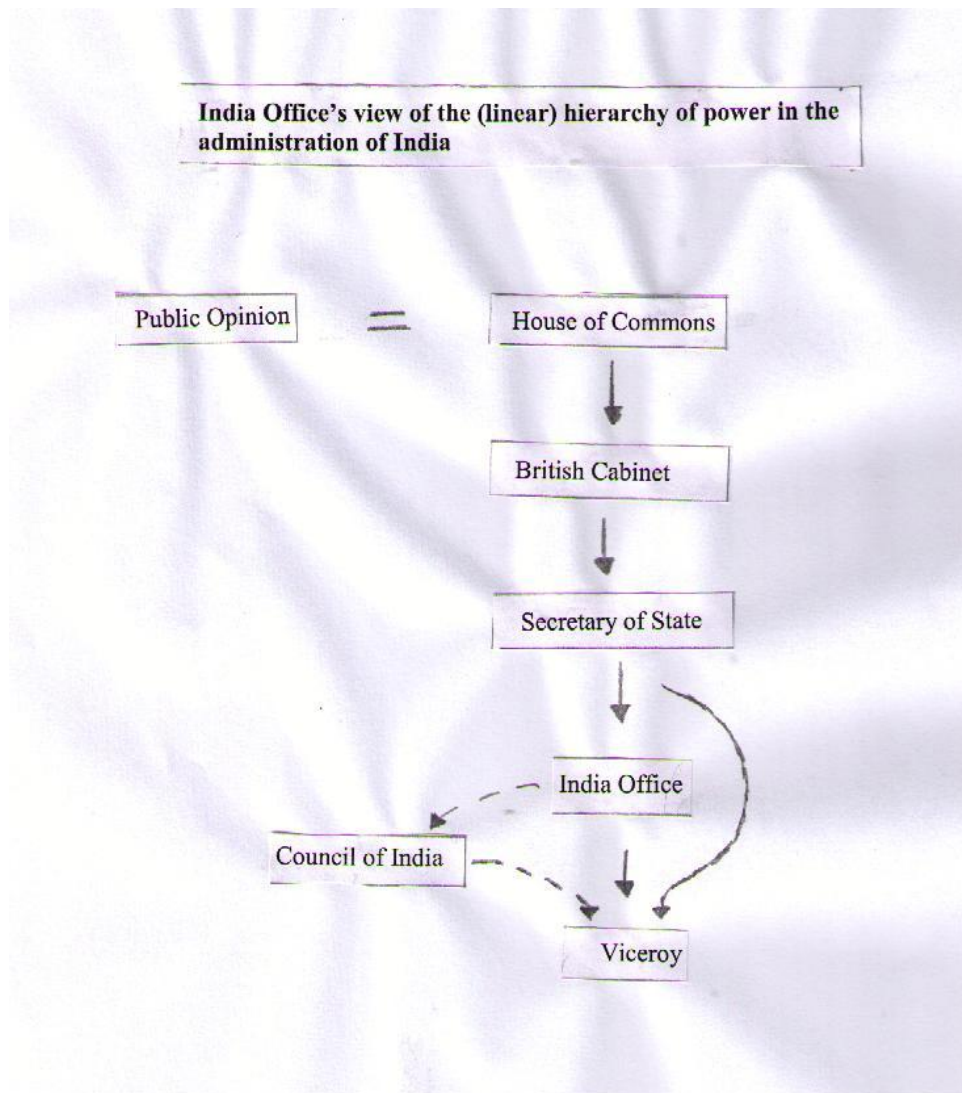 India Office's view of the (linear) hierarchy of power in the
administration of India
Public Opinion = House of Commons
British Cabinet
Secretary of State
India Office
Council of India
Viceroy